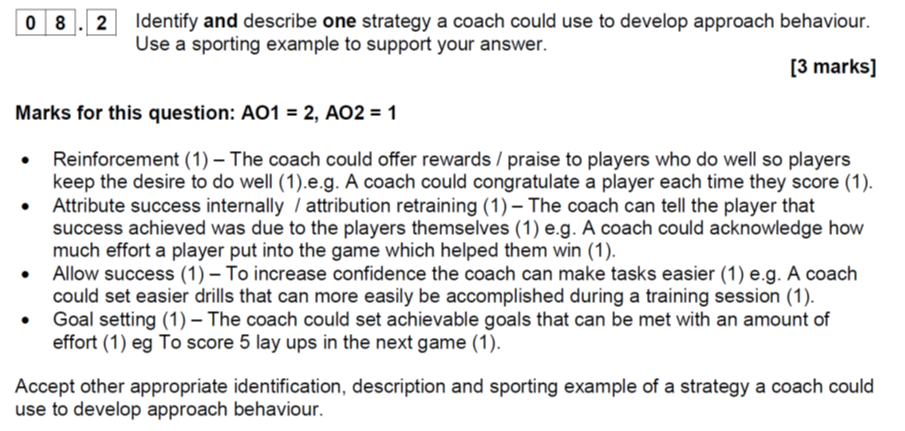 0 8 . 2 Identify and describe one strategy a coach could use to develop approach behaviour.
Use a sporting example to support your answer.
[3 marks]
Marks for this question: AO1 = 2, AO2 = 1
• Reinforcement (1) – The coach could offer rewards / praise to players who do well so players
keep the desire to do well (1).e.g. A coach could congratulate a player each time they score (1).
• Attribute success internally / attribution retraining (1) – The coach can tell the player that
success achieved was due to the players themselves (1) e.g. A coach could acknowledge how
much effort a player put into the game which helped them win (1).
• Allow success (1) – To increase confidence the coach can make tasks easier (1) e.g. A coach
could set easier drills that can more easily be accomplished during a training session (1).
• Goal setting (1) – The coach could set achievable goals that can be met with an amount of
effort (1) eg To score 5 lay ups in the next game (1).
Accept other appropriate identification, description and sporting example of a strategy a coach could
use to develop approach behaviour.